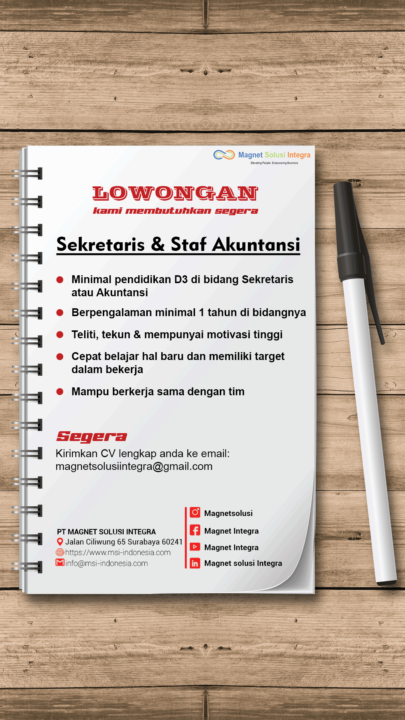 Magnet Solusi Integra
Blending People, Empowering Business
LOWONGAN
kami membutuhkan segera
Sekretaris & Staf Akuntansi
Minimal pendidikan D3 di bidang Sekretaris
atau Akuntansi
Berpengalaman minimal 1 tahun di bidangnya
Teliti, tekun & mempunyai motivasi tinggi
Cepat belajar hal baru dan memiliki target
dalam bekerja
Mampu berkerja sama dengan tim
Segera
Kirimkan CV lengkap anda ke email:
magnetsolusiintegra@gmail.com
PT MAGNET SOLUSI INTEGRA
Jalan Ciliwung 65 Surabaya 60241
https://www.msi-indonesia.com
info@msi-indonesia.com
Magnetsolusi
Magnet Integra
Magnet Integra
Magnet solusi Integra